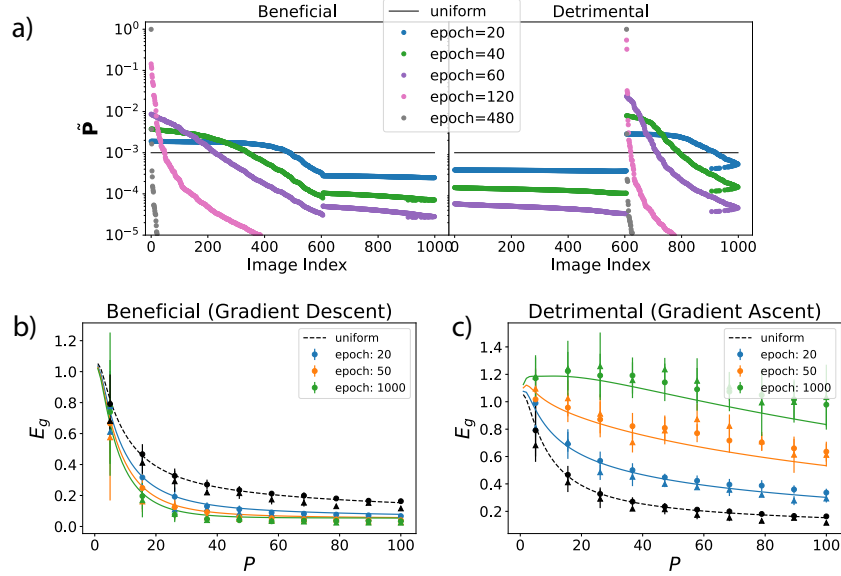 a)
Beneficial
Detrimental
uniform
epoch=20
epoch=40
epoch=60
epoch=120
epoch=480
P̃
10⁰
10⁻¹
10⁻²
10⁻³
10⁻⁴
10⁻⁵
0 200 400 600 800 1000
0 200 400 600 800 1000
Image Index
Image Index
b)
Beneficial (Gradient Descent)
uniform
epoch: 20
epoch: 50
epoch: 1000
E_g
1.2
1.0
0.8
0.6
0.4
0.2
0.0
0 20 40 60 80 100
P
c)
Detrimental (Gradient Ascent)
uniform
epoch: 20
epoch: 50
epoch: 1000
E_g
1.4
1.2
1.0
0.8
0.6
0.4
0.2
0 20 40 60 80 100
P